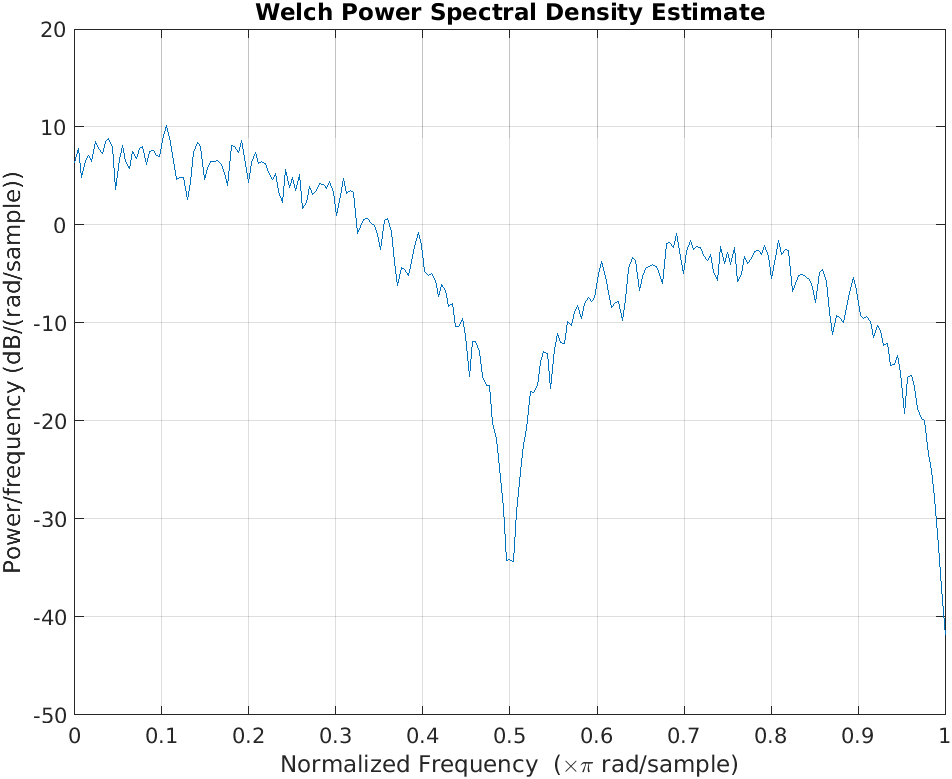 Welch Power Spectral Density Estimate
20
10
0
-10
-20
-30
-40
-50
Power/frequency (dB/(rad/sample))
0 0.1 0.2 0.3 0.4 0.5 0.6 0.7 0.8 0.9 1
Normalized Frequency (×π rad/sample)